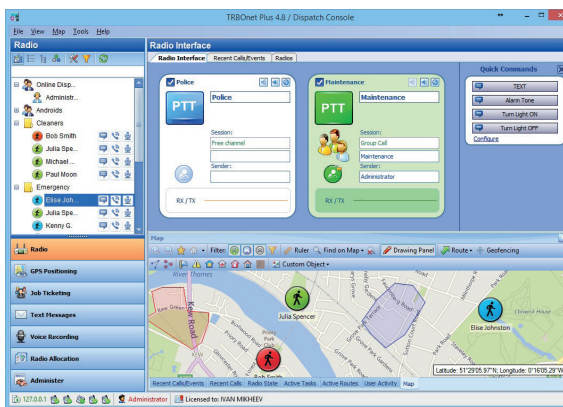 TRBOnet Plus 4.8 / Dispatch Console
File View Map Tools Help
Radio
Radio Interface
Radio Interface Recent Calls/Events Radios
Online Disp...
Administr...
Androids
Cleaners
Bob Smith
Julia Spe...
Michael ...
Paul Moon
Emergency
Elise Joh...
Julia Spe...
Kenny G.
Radio
GPS Positioning
Job Ticketing
Text Messages
Voice Recording
Radio Allocation
Administer
Police
PTT
Police
Session:
Free channel
Sender:
RX / TX
Maintenance
PTT
Maintenance
Session:
Group Call
Maintenance
Sender:
Administrator
RX / TX
Quick Commands
TEXT
Alarm Tone
Turn Light ON
Turn Light OFF
Configure
Map
Filter: Ruler Find on Map Drawing Panel Route Geofencing
Custom Object
River Thames
Kew Road
Julia Spencer
Elise Johnston
Bob Smith
Latitude: 51°29'05.97"N; Longitude: 0°16'05.29"W
Recent Calls/Events Recent Calls Radio State Active Tasks Active Routes User Activity Map
127.0.0.1 Administrator Licensed to: IVAN MIKHEEV